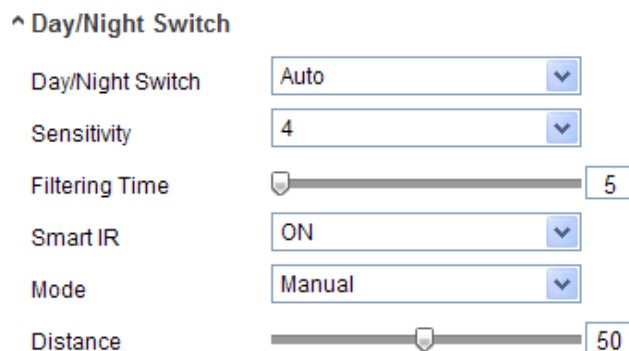 Day/Night Switch
Day/Night Switch Auto
Sensitivity 4
Filtering Time 5
Smart IR ON
Mode Manual
Distance 50